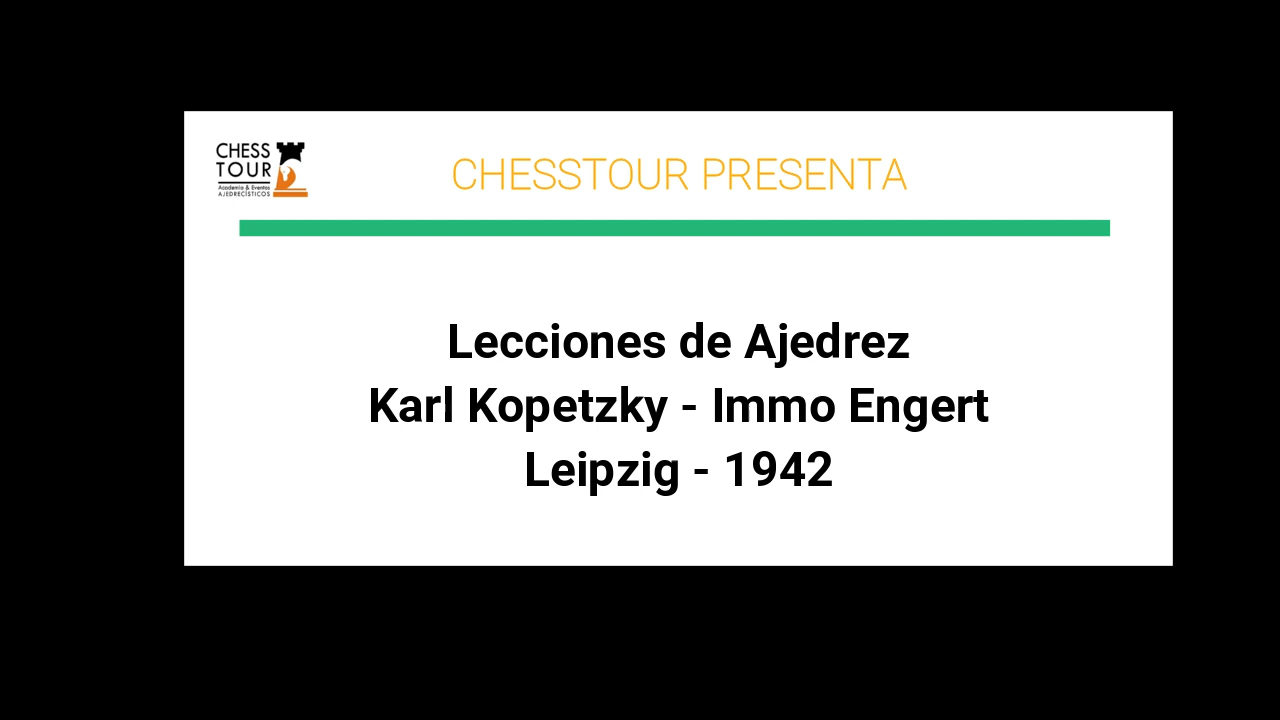 CHESS
TOUR
Academia & Eventos
AJEDRECÍSTICOS
CHESSTOUR PRESENTA
Lecciones de Ajedrez
Karl Kopetzky - Immo Engert
Leipzig - 1942